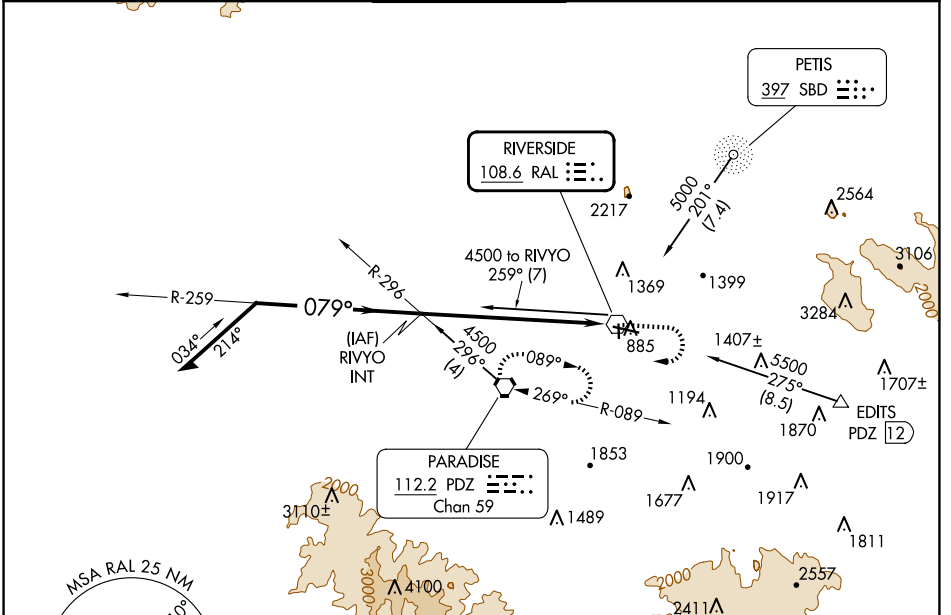 PETIS
397 SBD
RIVERSIDE
108.6 RAL
5000
201°
(7.4)
2217
2564
3106
2000
4500 to RIVYO
259° (7)
R-296
R-259
079°
1369
1399
3284
034°
214°
(IAF)
RIVYO
INT
4500
296°
(4)
885
089°
269°
R-089
1407±
5500
275°
(8.5)
1707±
EDITS
PDZ 12
1194
1870
PARADISE
112.2 PDZ
Chan 59
1853
1900
1677
1917
2000
3110±
1489
1811
MSA RAL 25 NM
3000
4100
2000
2557
2411